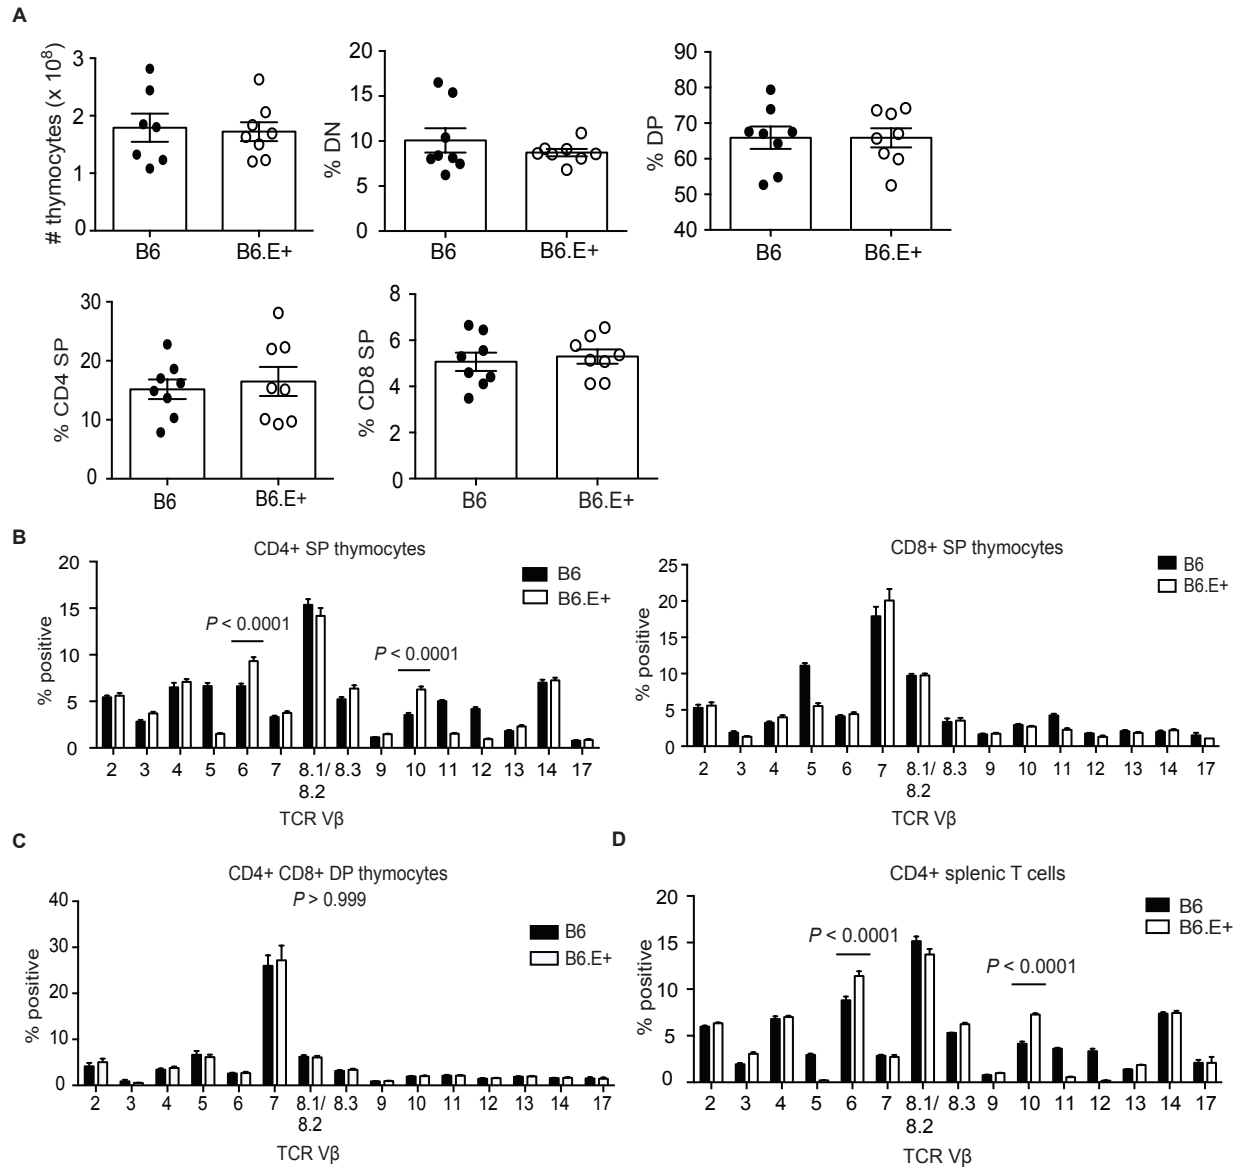 A
# thymocytes (x 10⁸)
3
2
1
0
B6
B6.E+
% DN
20
15
10
5
0
B6
B6.E+
% DP
90
80
70
60
50
40
B6
B6.E+
% CD4 SP
30
20
10
0
B6
B6.E+
% CD8 SP
8
6
4
2
0
B6
B6.E+
B
CD4+ SP thymocytes
B6
B6.E+
P < 0.0001
P < 0.0001
% positive
20
15
10
5
0
2 3 4 5 6 7 8.1/ 8.3 9 10 11 12 13 14 17
8.2
TCR Vβ
CD8+ SP thymocytes
B6
B6.E+
% positive
25
20
15
10
5
0
2 3 4 5 6 7 8.1/ 8.3 9 10 11 12 13 14 17
8.2
C
CD4+ CD8+ DP thymocytes
P > 0.999
B6
B6.E+
% positive
40
30
20
10
0
2 3 4 5 6 7 8.1/ 8.3 9 10 11 12 13 14 17
8.2
TCR Vβ
D
CD4+ splenic T cells
B6
B6.E+
P < 0.0001
P < 0.0001
% positive
20
15
10
5
0
2 3 4 5 6 7 8.1/ 8.3 9 10 11 12 13 14 17
8.2
TCR Vβ